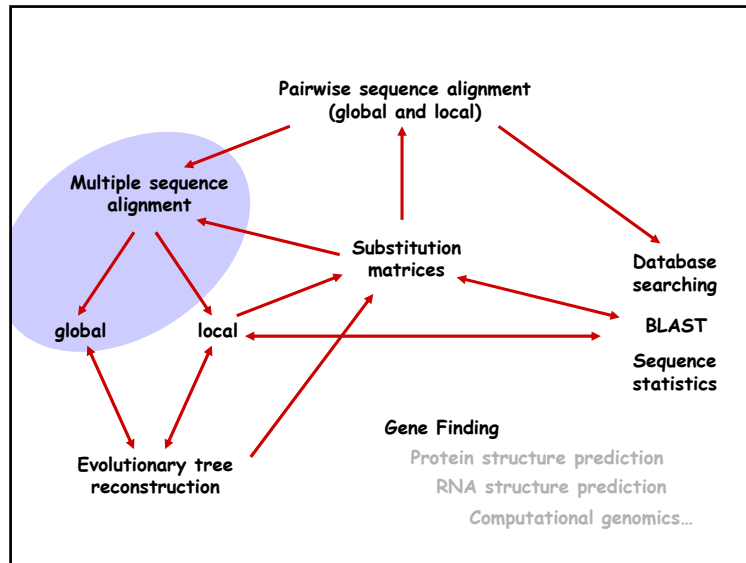 Pairwise sequence alignment
(global and local)
Multiple sequence
alignment
Substitution
matrices
Database
searching
global
local
BLAST
Sequence
statistics
Evolutionary tree
reconstruction
Gene Finding
Protein structure prediction
RNA structure prediction
Computational genomics…